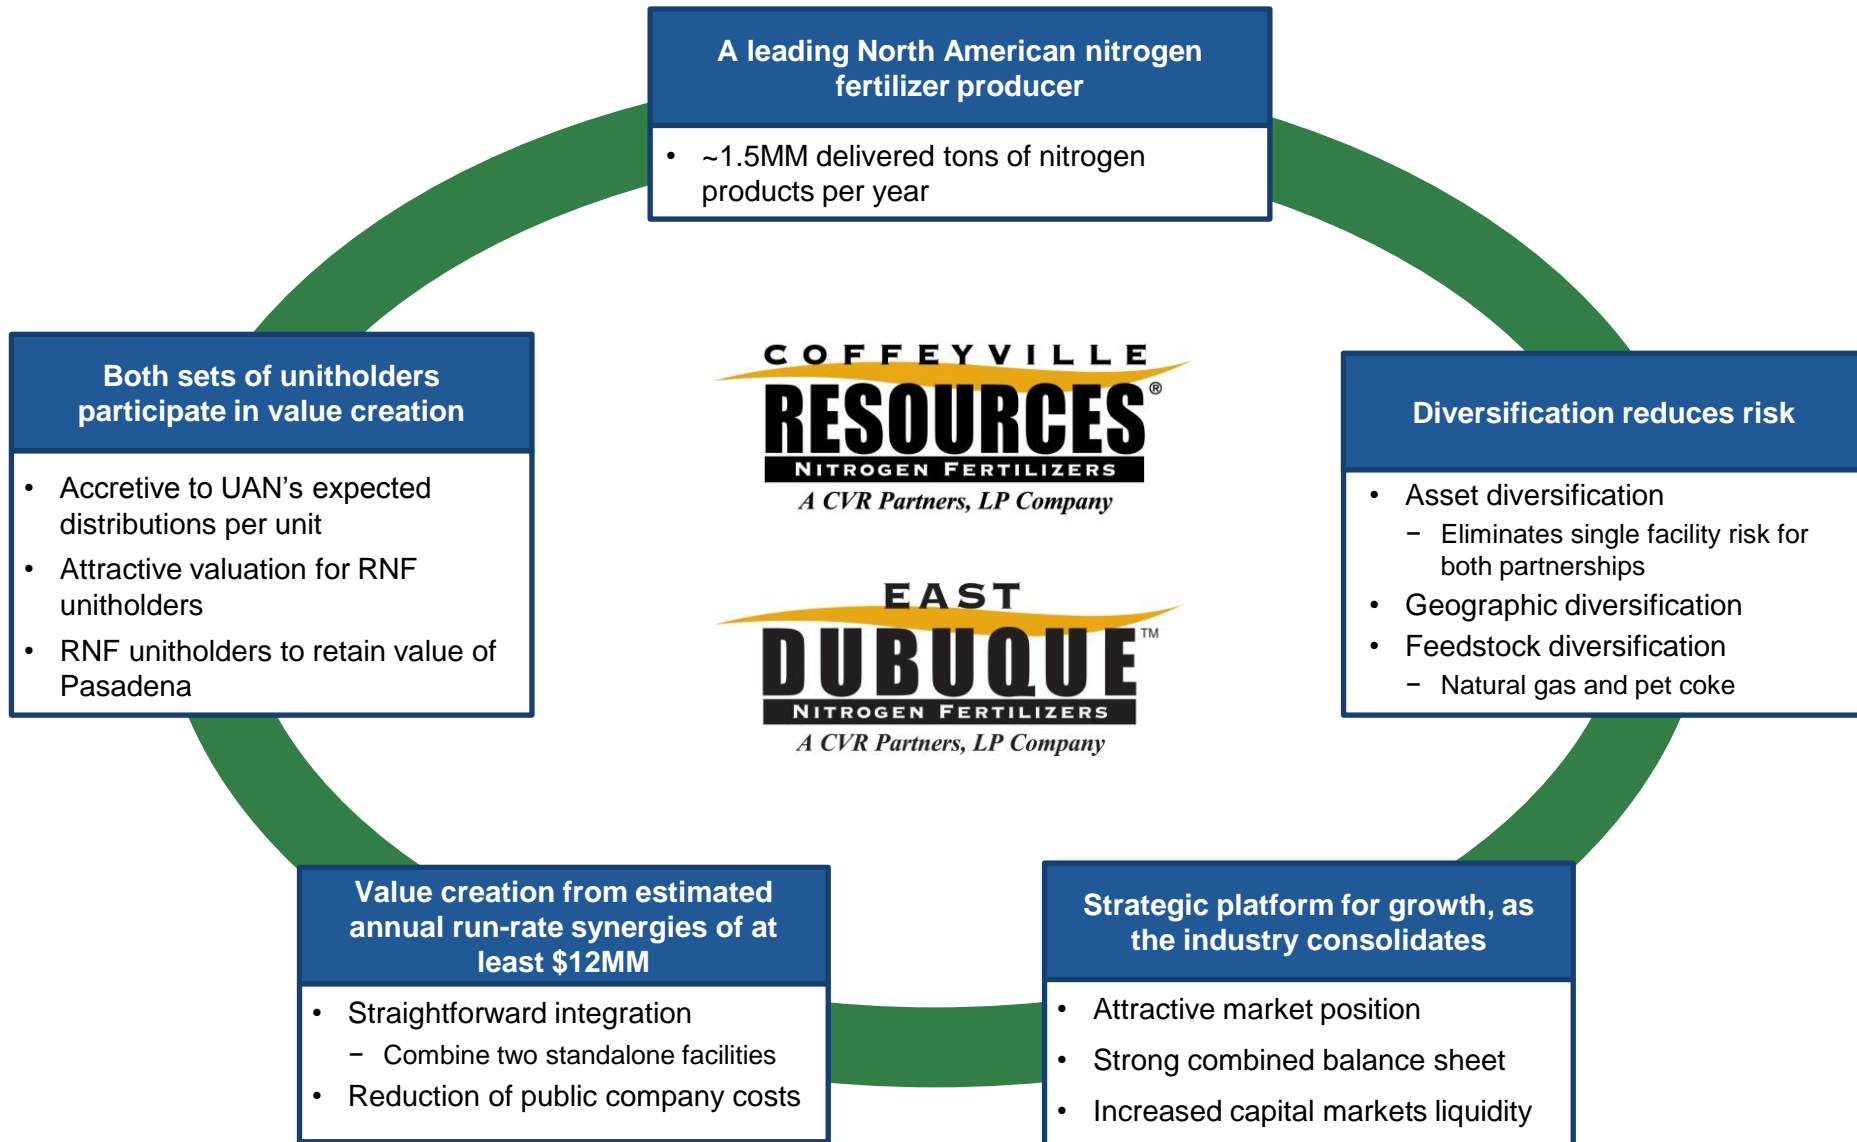 A leading North American nitrogen
fertilizer producer
• ~1.5MM delivered tons of nitrogen
products per year
Both sets of unitholders
participate in value creation
• Accretive to UAN's expected
distributions per unit
• Attractive valuation for RNF
unitholders
• RNF unitholders to retain value of
Pasadena
COFFEYVILLE
RESOURCES®
NITROGEN FERTILIZERS
A CVR Partners, LP Company
EAST
DUBUQUE™
NITROGEN FERTILIZERS
A CVR Partners, LP Company
Diversification reduces risk
• Asset diversification
− Eliminates single facility risk for
both partnerships
• Geographic diversification
• Feedstock diversification
− Natural gas and pet coke
Value creation from estimated
annual run-rate synergies of at
least $12MM
• Straightforward integration
− Combine two standalone facilities
• Reduction of public company costs
Strategic platform for growth, as
the industry consolidates
• Attractive market position
• Strong combined balance sheet
• Increased capital markets liquidity